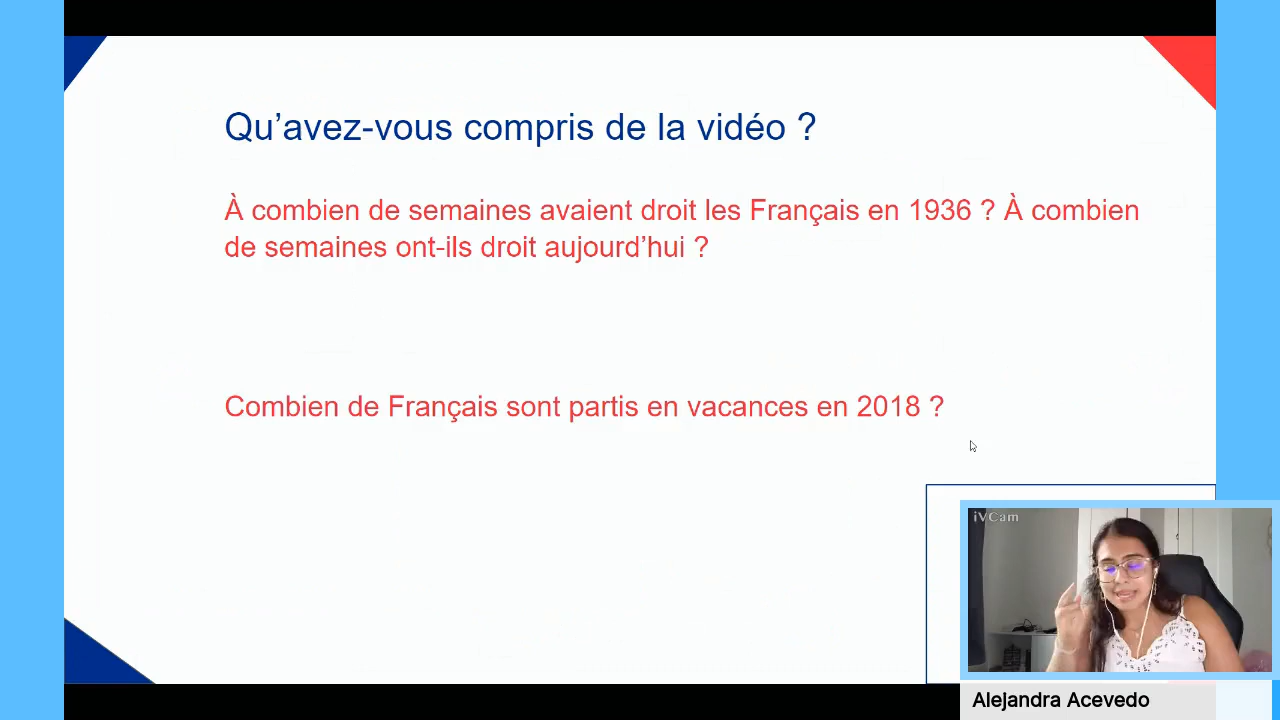 Qu’avez-vous compris de la vidéo ?
À combien de semaines avaient droit les Français en 1936 ? À combien
de semaines ont-ils droit aujourd’hui ?
Combien de Français sont partis en vacances en 2018 ?
iVCam
Alejandra Acevedo